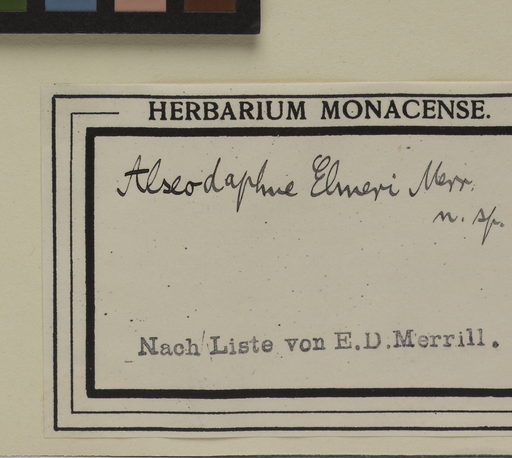 HERBARIUM MONACENSE.
Alseodaphne Elmeri Merr.
n. sp.
Nach Liste von E.D.Merrill.